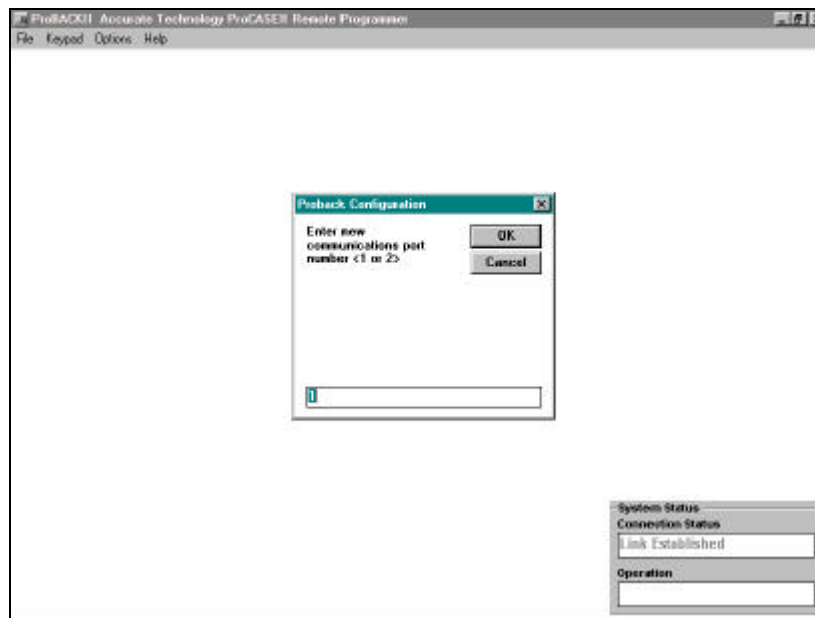 ProBACKII Accurate Technology ProCASEII Remote Programmer
File Keypad Options Help
Proback Configuration
Enter new
communications port
number <1 or 2>
OK
Cancel
1
System Status
Connection Status
Link Established
Operation